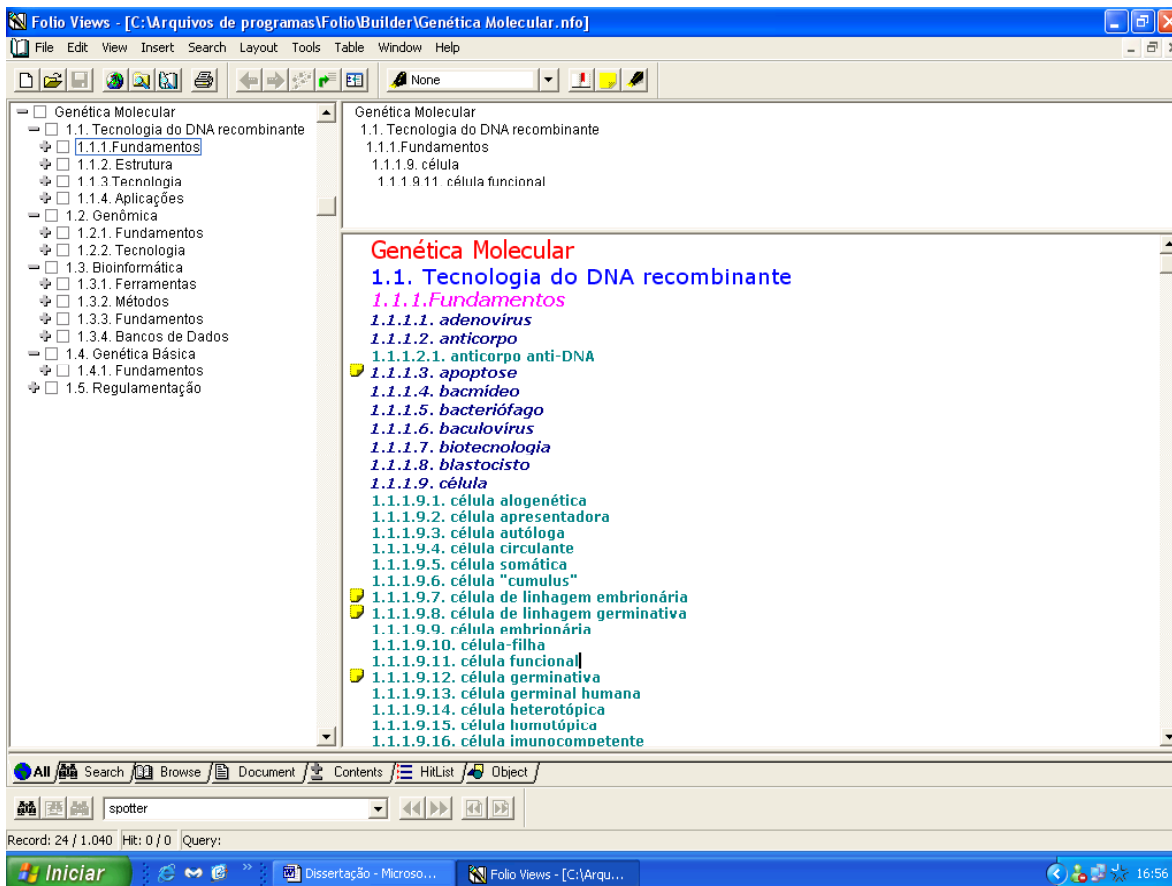 Folio Views - [C:\Arquivos de programas\Folio\Builder\Genética Molecular.nfo]
File Edit View Insert Search Layout Tools Table Window Help
None
Genética Molecular
1.1. Tecnologia do DNA recombinante
1.1.1.Fundamentos
1.1.2. Estrutura
1.1.3.Tecnologia
1.1.4. Aplicações
1.2. Genômica
1.2.1. Fundamentos
1.2.2. Tecnologia
1.3. Bioinformática
1.3.1. Ferramentas
1.3.2. Métodos
1.3.3. Fundamentos
1.3.4. Bancos de Dados
1.4. Genética Básica
1.4.1. Fundamentos
1.5. Regulamentação
Genética Molecular
1.1. Tecnologia do DNA recombinante
1.1.1.Fundamentos
1.1.1.9. célula
1.1.1.9.11. célula funcional
Genética Molecular
1.1. Tecnologia do DNA recombinante
1.1.1.Fundamentos
1.1.1.1. adenovírus
1.1.1.2. anticorpo
1.1.1.2.1. anticorpo anti-DNA
1.1.1.3. apoptose
1.1.1.4. bacmídeo
1.1.1.5. bacteriófago
1.1.1.6. baculovírus
1.1.1.7. biotecnologia
1.1.1.8. blastocisto
1.1.1.9. célula
1.1.1.9.1. célula alogenética
1.1.1.9.2. célula apresentadora
1.1.1.9.3. célula autóloga
1.1.1.9.4. célula circulante
1.1.1.9.5. célula somática
1.1.1.9.6. célula "cumulus"
1.1.1.9.7. célula de linhagem embrionária
1.1.1.9.8. célula de linhagem germinativa
1.1.1.9.9. célula embrionária
1.1.1.9.10. célula-filha
1.1.1.9.11. célula funcional
1.1.1.9.12. célula germinativa
1.1.1.9.13. célula germinal humana
1.1.1.9.14. célula heterotópica
1.1.1.9.15. célula homotópica
1.1.1.9.16. célula imunocompetente
All Search Browse Document Contents HitList Object
spotter
Record: 24 / 1.040 Hit: 0 / 0 Query:
Iniciar Dissertação - Microso... Folio Views - [C:\Arqu... 16:56